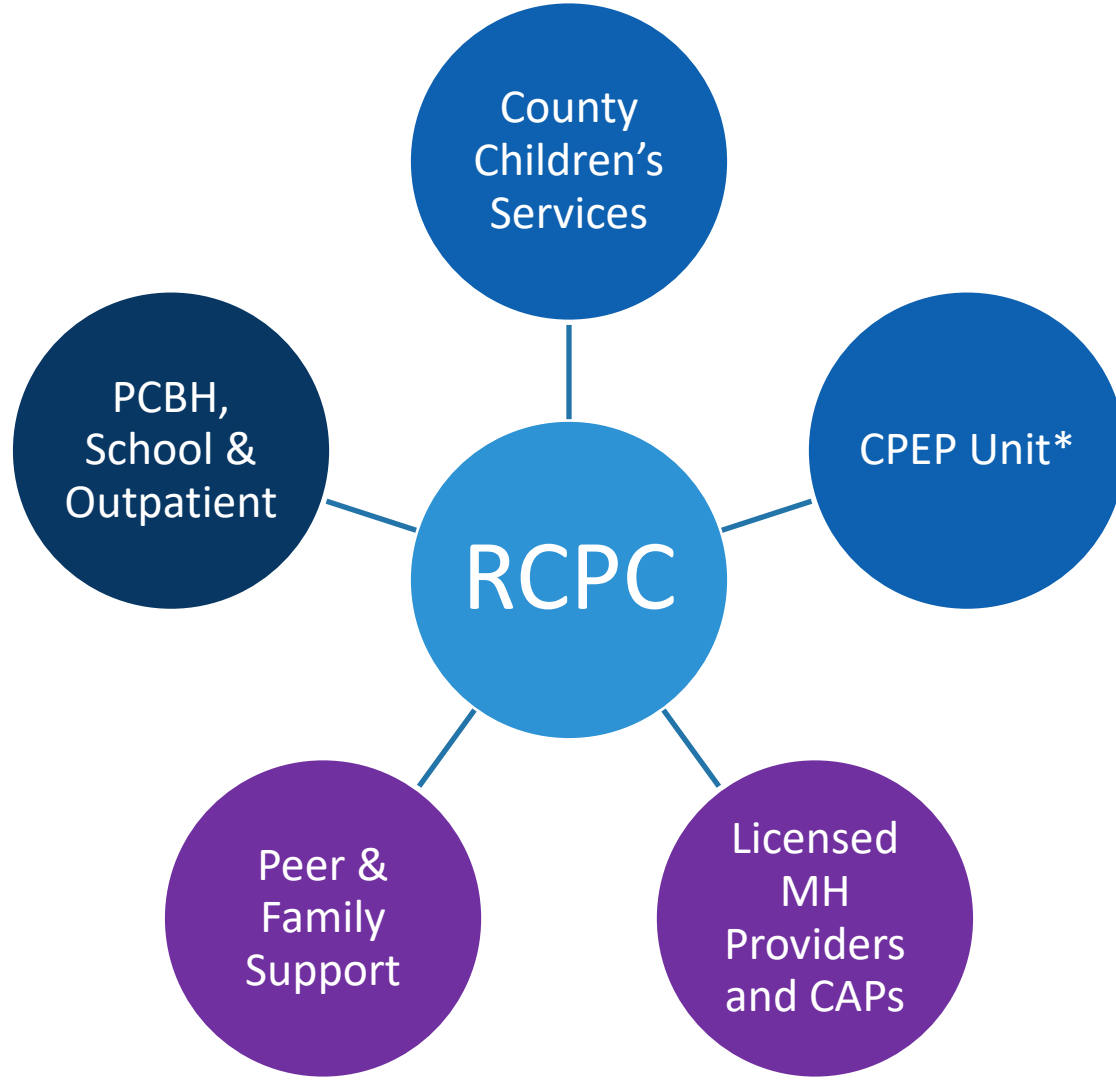 County
Children’s
Services
PCBH,
School &
Outpatient
CPEP Unit*
RCPC
Peer &
Family
Support
Licensed
MH
Providers
and CAPs